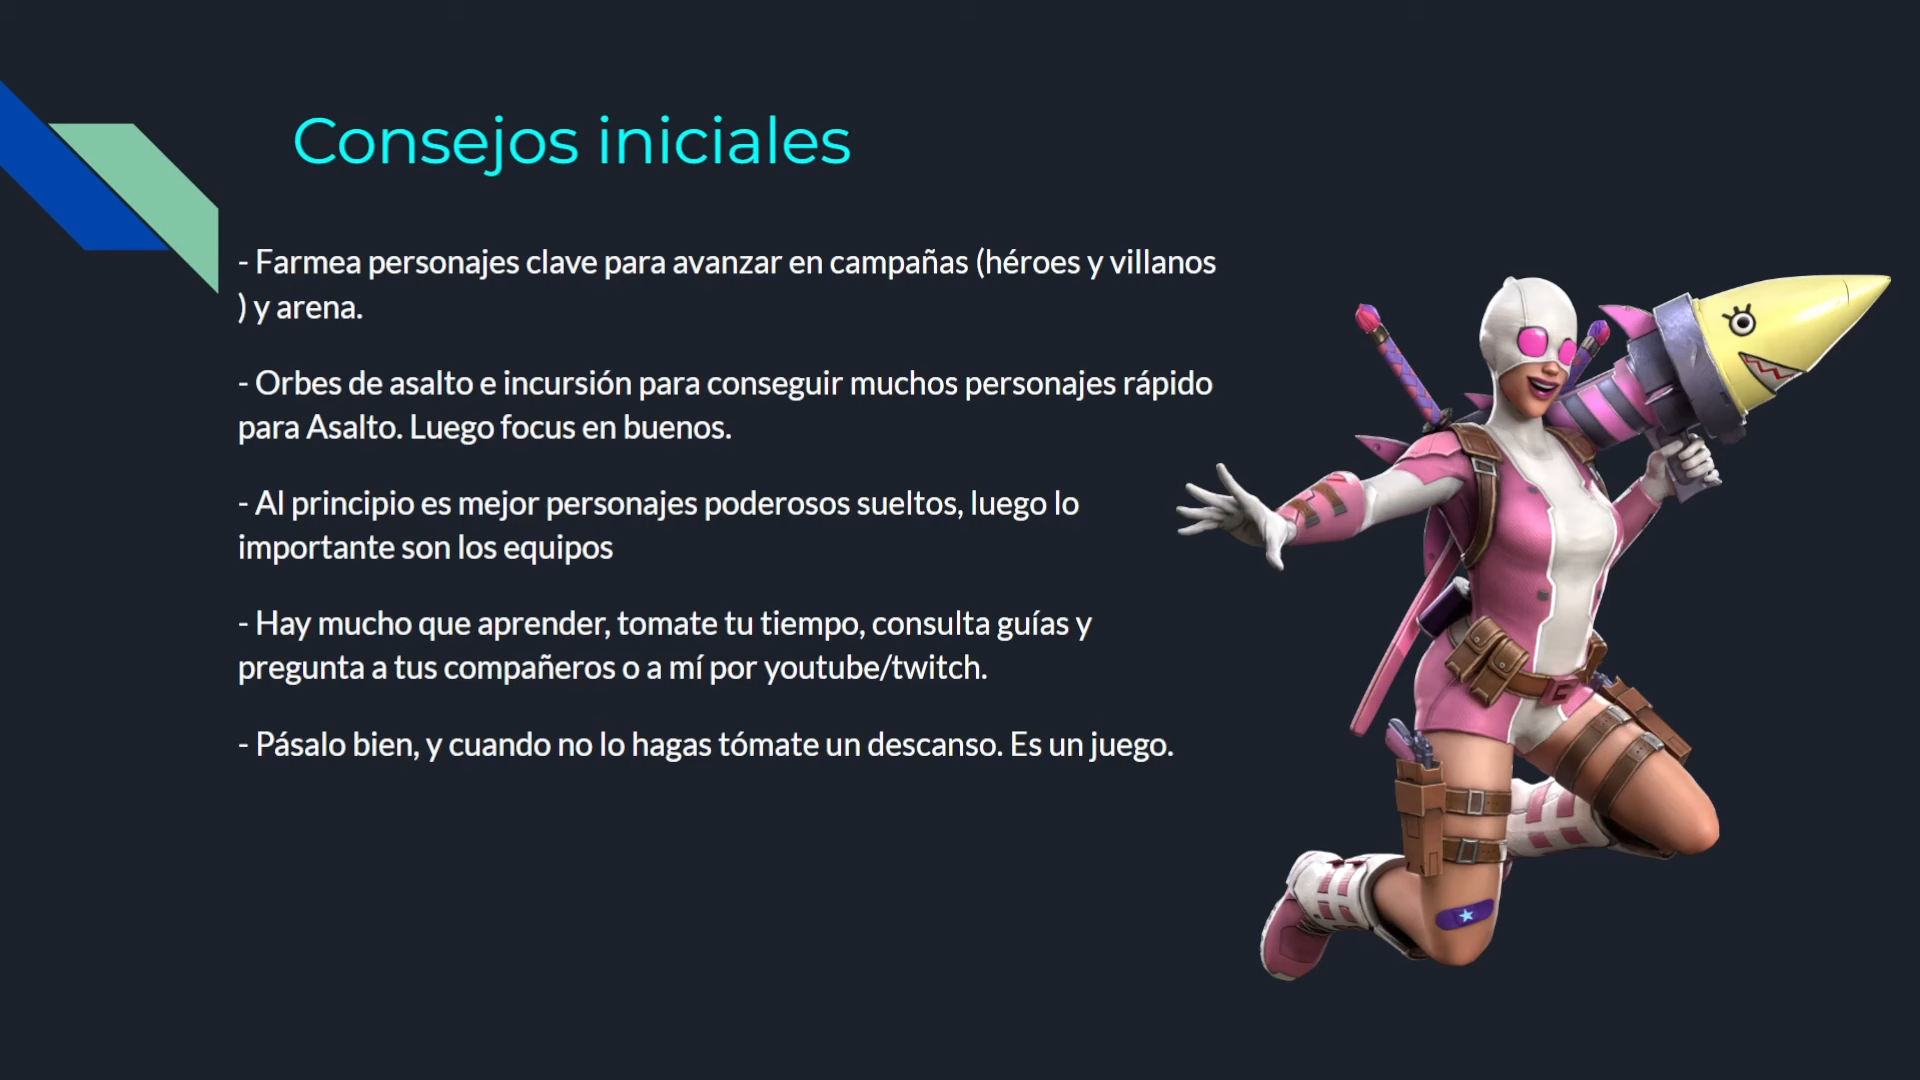 Consejos iniciales
- Farmea personajes clave para avanzar en campañas (héroes y villanos
) y arena.
- Orbes de asalto e incursión para conseguir muchos personajes rápido
para Asalto. Luego focus en buenos.
- Al principio es mejor personajes poderosos sueltos, luego lo
importante son los equipos
- Hay mucho que aprender, tomate tu tiempo, consulta guías y
pregunta a tus compañeros o a mí por youtube/twitch.
- Pásalo bien, y cuando no lo hagas tómate un descanso. Es un juego.